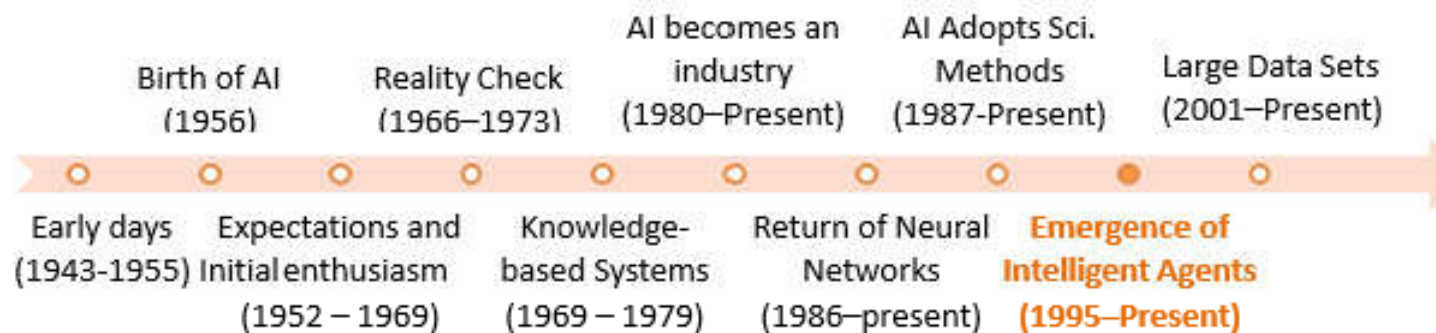 Birth of AI
(1956)
Reality Check
(1966–1973)
AI becomes an
industry
(1980–Present)
AI Adopts Sci.
Methods
(1987-Present)
Large Data Sets
(2001–Present)
Early days
(1943-1955)
Expectations and
Initial enthusiasm
(1952 – 1969)
Knowledge-
based Systems
(1969 – 1979)
Return of Neural
Networks
(1986–present)
Emergence of
Intelligent Agents
(1995–Present)